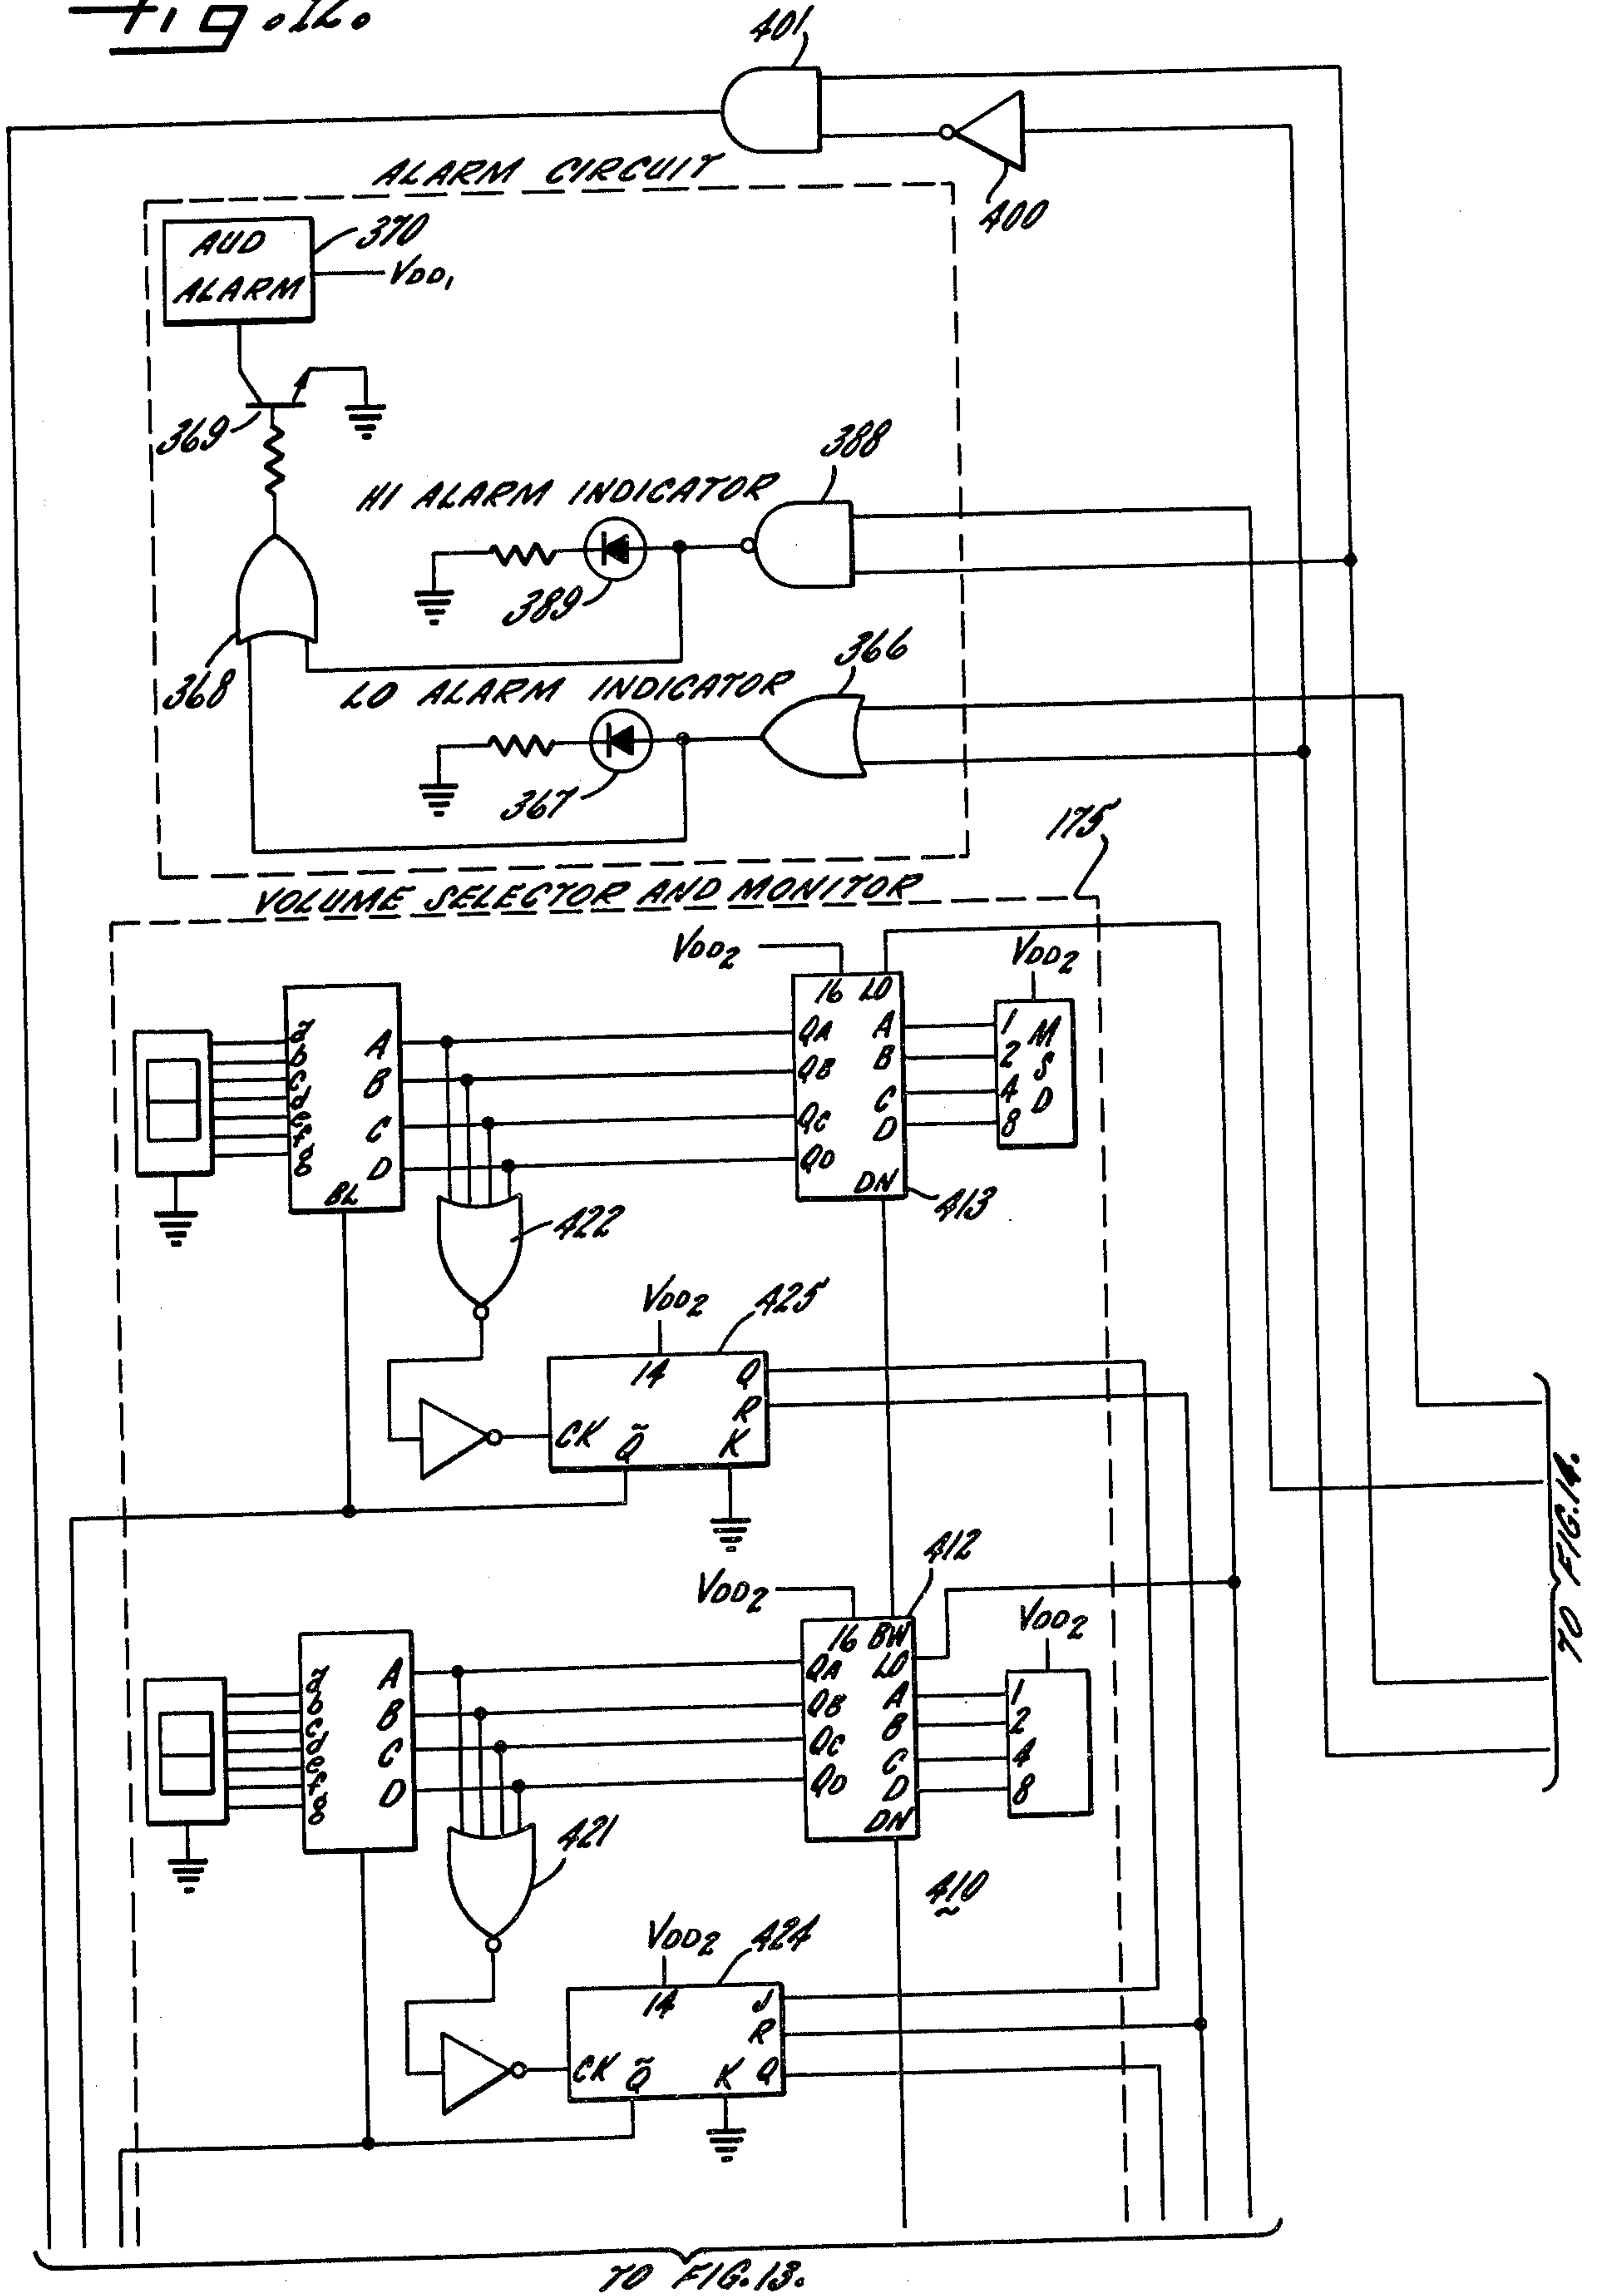 Fig. 12.
401
400
ALARM CIRCUIT
AUD
ALARM
370
VDD1
369
388
HI ALARM INDICATOR
389
368
366
LO ALARM INDICATOR
367
175
VOLUME SELECTOR AND MONITOR
VDD2
VDD2
16 LD
a
b
c
d
e
f
g
A
B
C
D
BL
QA
QB
QC
QD
A
B
C
D
DN
1
2
4
8
M
S
D
413
422
VDD2
425
14
Q
R
CK
Q̃
K
412
VDD2
VDD2
16 BW
LD
a
b
c
d
e
f
g
A
B
C
D
QA
QB
QC
QD
A
B
C
D
DN
1
2
4
8
421
410
VDD2
424
14
J
R
CK
Q̃
K
Q
TO FIG. 14.
TO FIG. 13.